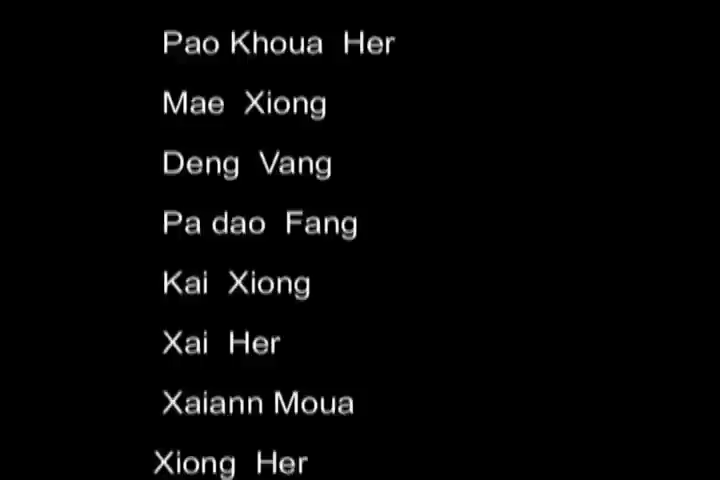 Pao Khoua Her
Mae Xiong
Deng Vang
Pa dao Fang
Kai Xiong
Xai Her
Xaiann Moua
Xiong Her